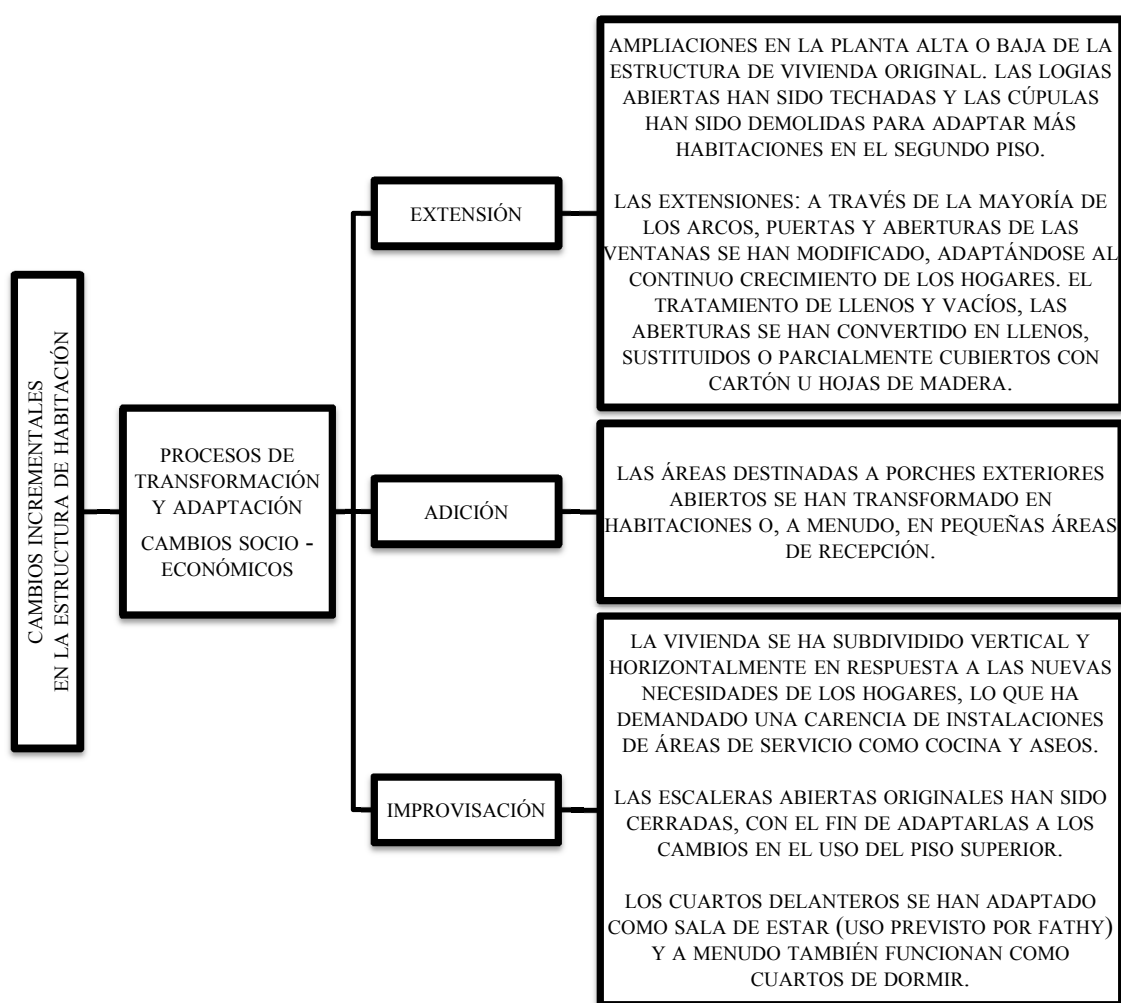 CAMBIOS INCREMENTALES
EN LA ESTRUCTURA DE HABITACIÓN
PROCESOS DE
TRANSFORMACIÓN
Y ADAPTACIÓN
CAMBIOS SOCIO -
ECONÓMICOS
EXTENSIÓN
AMPLIACIONES EN LA PLANTA ALTA O BAJA DE LA
ESTRUCTURA DE VIVIENDA ORIGINAL. LAS LOGIAS
ABIERTAS HAN SIDO TECHADAS Y LAS CÚPULAS
HAN SIDO DEMOLIDAS PARA ADAPTAR MÁS
HABITACIONES EN EL SEGUNDO PISO.
LAS EXTENSIONES: A TRAVÉS DE LA MAYORÍA DE
LOS ARCOS, PUERTAS Y ABERTURAS DE LAS
VENTANAS SE HAN MODIFICADO, ADAPTÁNDOSE AL
CONTINUO CRECIMIENTO DE LOS HOGARES. EL
TRATAMIENTO DE LLENOS Y VACÍOS, LAS
ABERTURAS SE HAN CONVERTIDO EN LLENOS,
SUSTITUIDOS O PARCIALMENTE CUBIERTOS CON
CARTÓN U HOJAS DE MADERA.
ADICIÓN
LAS ÁREAS DESTINADAS A PORCHES EXTERIORES
ABIERTOS SE HAN TRANSFORMADO EN
HABITACIONES O, A MENUDO, EN PEQUEÑAS ÁREAS
DE RECEPCIÓN.
IMPROVISACIÓN
LA VIVIENDA SE HA SUBDIVIDIDO VERTICAL Y
HORIZONTALMENTE EN RESPUESTA A LAS NUEVAS
NECESIDADES DE LOS HOGARES, LO QUE HA
DEMANDADO UNA CARENCIA DE INSTALACIONES
DE ÁREAS DE SERVICIO COMO COCINA Y ASEOS.
LAS ESCALERAS ABIERTAS ORIGINALES HAN SIDO
CERRADAS, CON EL FIN DE ADAPTARLAS A LOS
CAMBIOS EN EL USO DEL PISO SUPERIOR.
LOS CUARTOS DELANTEROS SE HAN ADAPTADO
COMO SALA DE ESTAR (USO PREVISTO POR FATHY)
Y A MENUDO TAMBIÉN FUNCIONAN COMO
CUARTOS DE DORMIR.